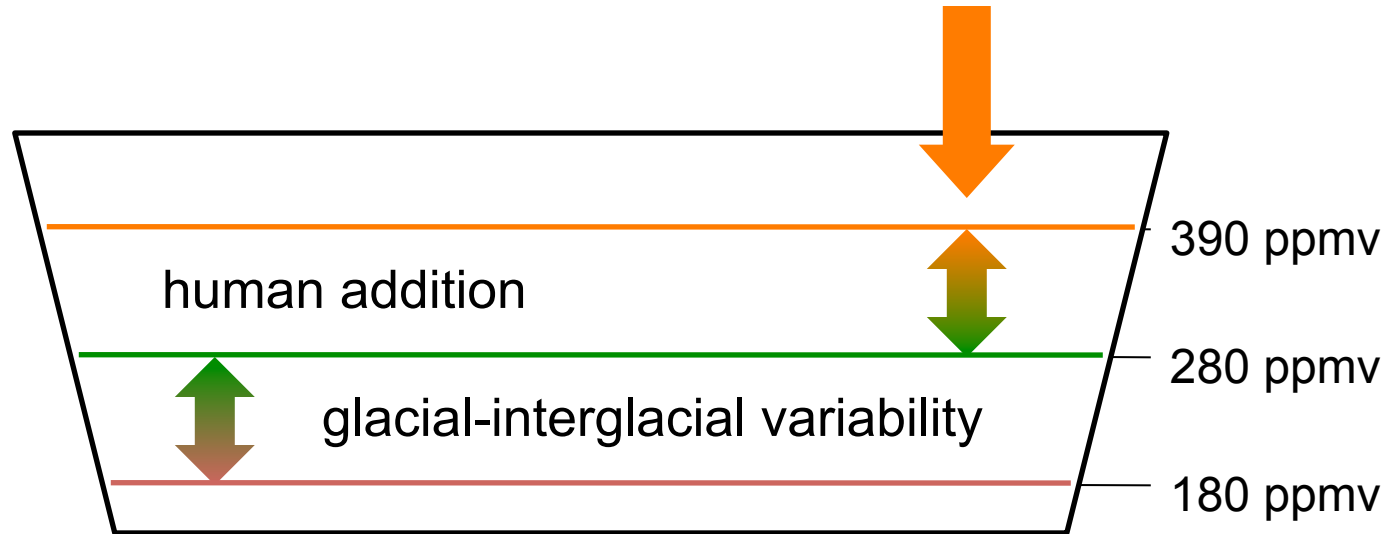 390 ppmv
human addition
280 ppmv
glacial-interglacial variability
180 ppmv